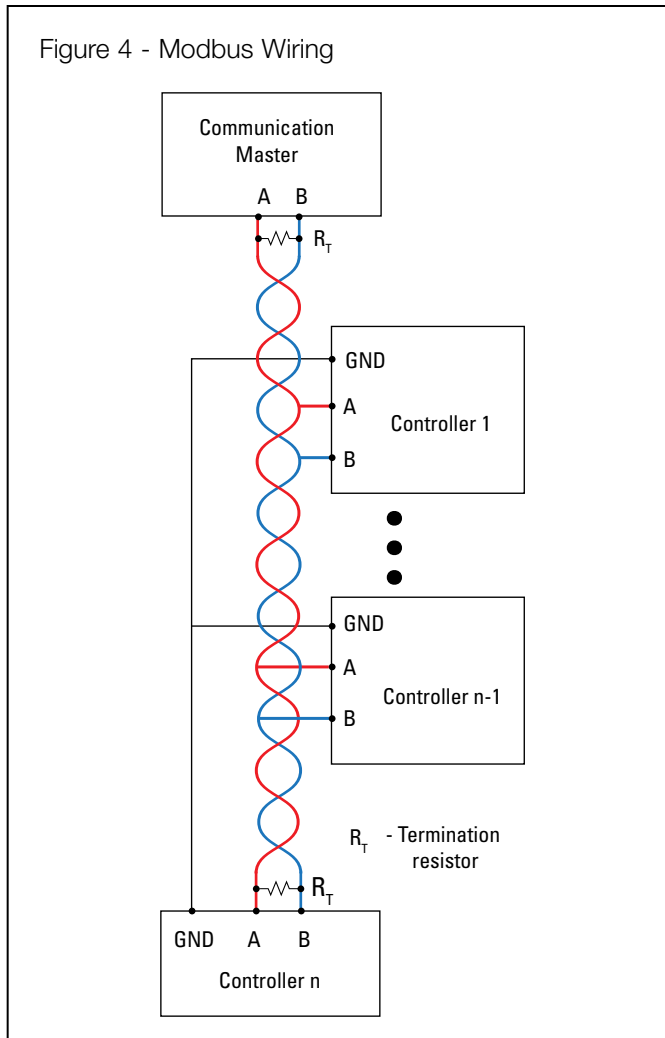 Figure 4 - Modbus Wiring
Communication
Master
A B
R_T
GND
A
Controller 1
B
GND
A
Controller n-1
B
R_T - Termination
resistor
R_T
GND A B
Controller n